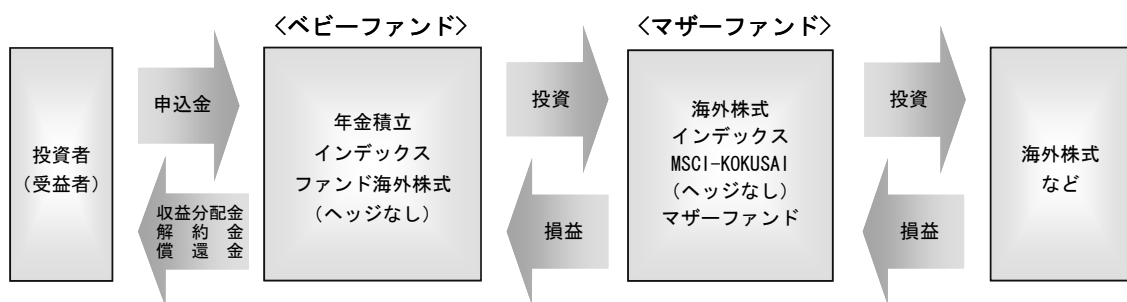 〈ベビーファンド〉
〈マザーファンド〉
投資者
（受益者）
申込金
収益分配金
解約金
償還金
年金積立
インデックス
ファンド海外株式
（ヘッジなし）
投資
損益
海外株式
インデックス
MSCI-KOKUSAI
（ヘッジなし）
マザーファンド
投資
損益
海外株式
など